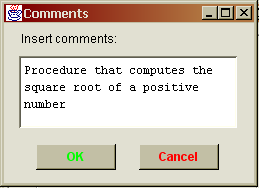 Comments
Insert comments:
Procedure that computes the
square root of a positive
number
OK
Cancel